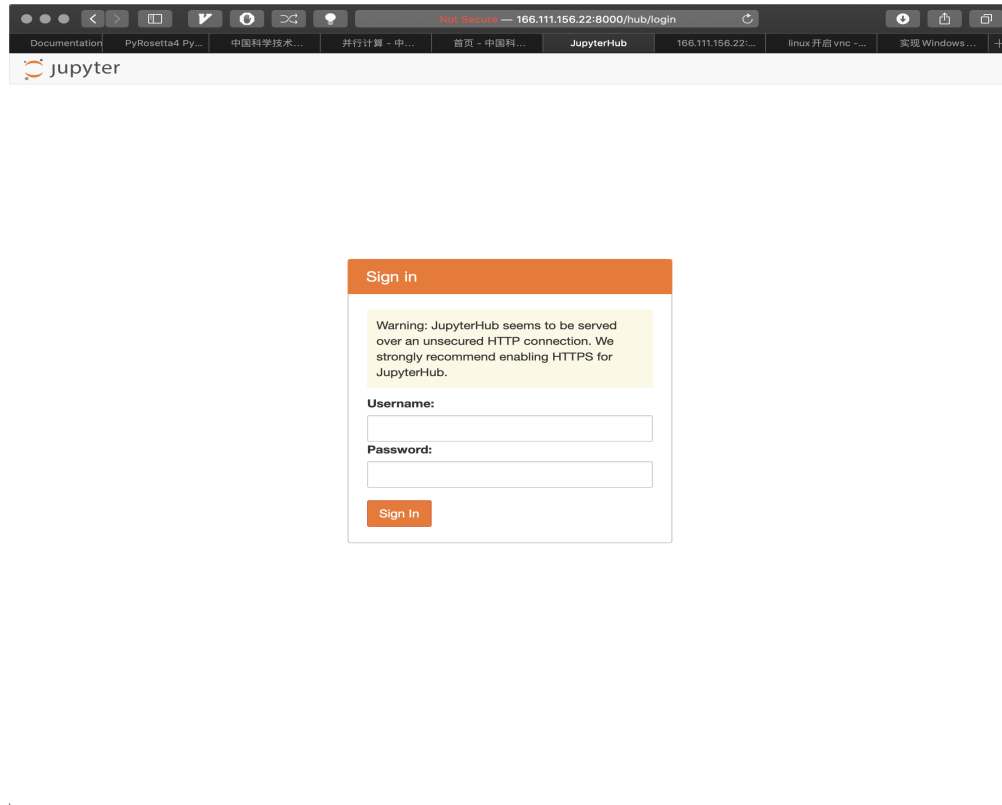 Not Secure — 166.111.156.22:8000/hub/login
Documentation
PyRosetta4 Py...
中国科学技术...
并行计算 - 中...
首页 - 中国科...
JupyterHub
166.111.156.22:...
linux 开启 vnc -...
实现 Windows...
jupyter
Sign in
Warning: JupyterHub seems to be served
over an unsecured HTTP connection. We
strongly recommend enabling HTTPS for
JupyterHub.
Username:
Password:
Sign In